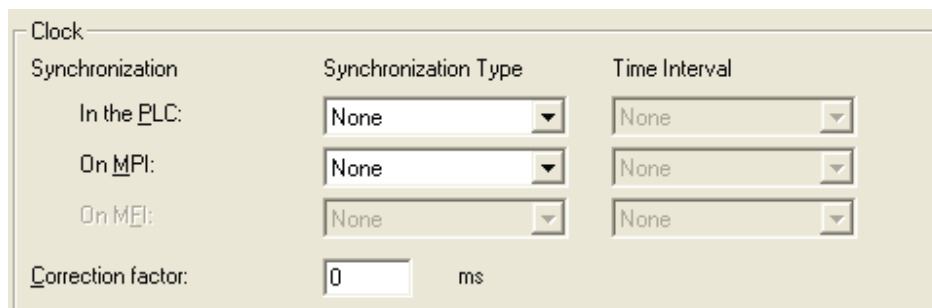 Clock
Synchronization Synchronization Type Time Interval
In the PLC: None None
On MPI: None None
On MFI: None None
Correction factor: 0 ms